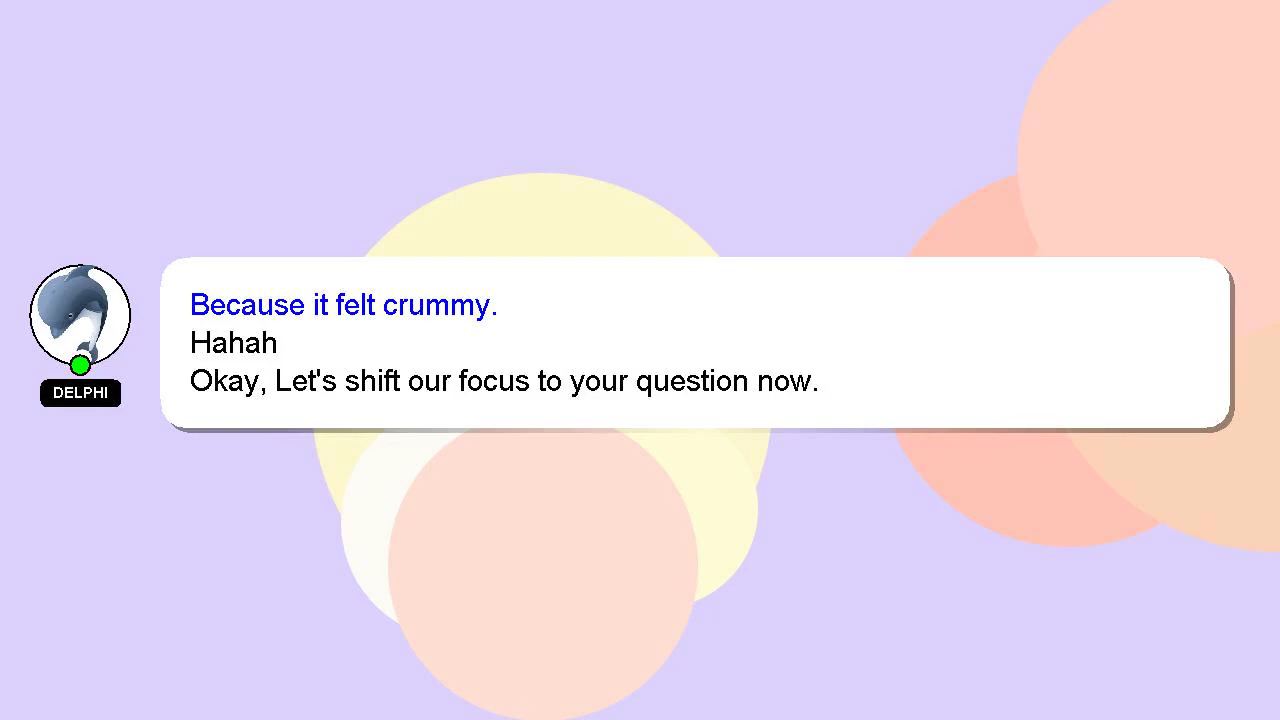 Because it felt crummy.
Hahah
Okay, Let's shift our focus to your question now.
DELPHI